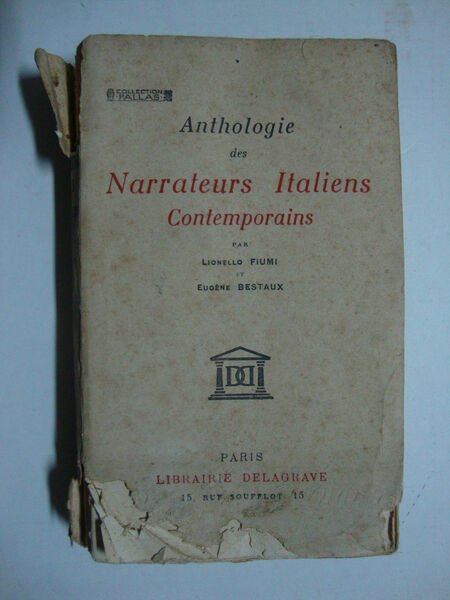 COLLECTION
PALLAS
Anthologie
des
Narrateurs Italiens
Contemporains
PAR
LIONELLO FIUMI
ET
EUGÈNE BESTAUX
PARIS
LIBRAIRIE DELAGRAVE
15, RUE SOUFFLOT 15